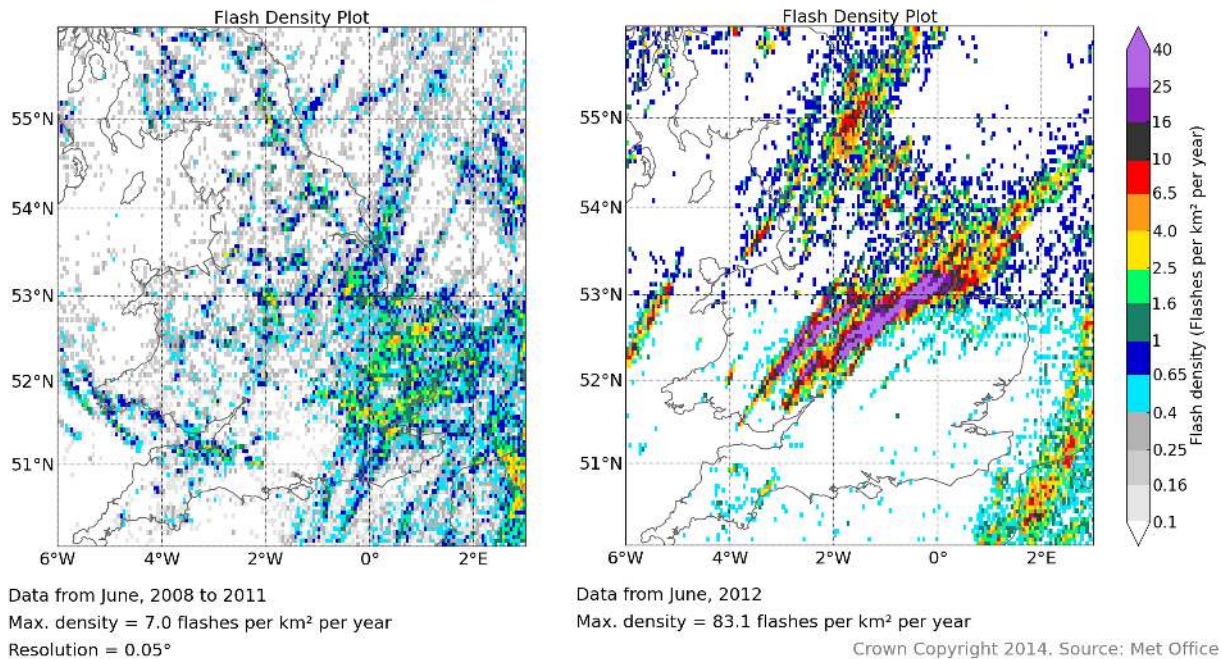 Flash Density Plot
55°N
54°N
53°N
52°N
51°N
6°W 4°W 2°W 0° 2°E
Data from June, 2008 to 2011
Max. density = 7.0 flashes per km² per year
Resolution = 0.05°
Flash Density Plot
55°N
54°N
53°N
52°N
51°N
6°W 4°W 2°W 0° 2°E
Data from June, 2012
Max. density = 83.1 flashes per km² per year
40
25
16
10
6.5
4.0
2.5
1.6
1
0.65
0.4
0.25
0.16
0.1
Flash density (Flashes per km² per year)
Crown Copyright 2014. Source: Met Office